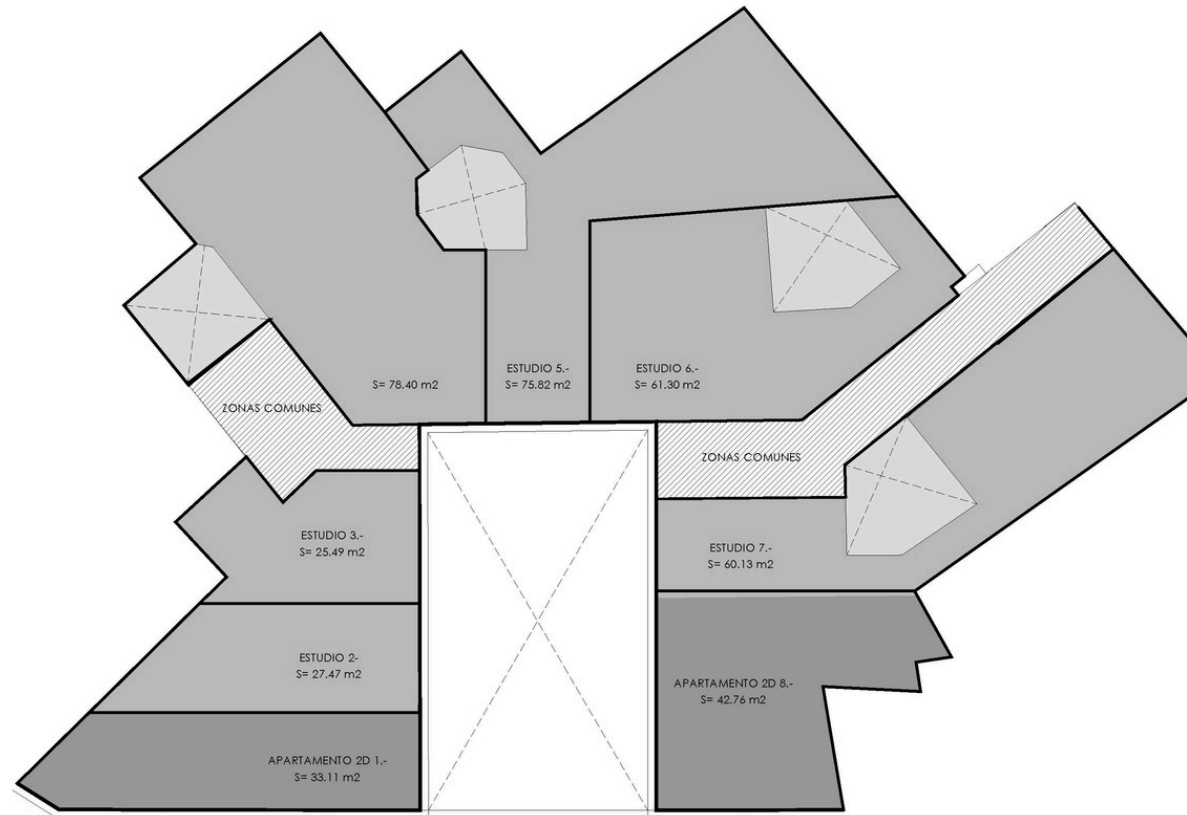 ESTUDIO 5.-
S= 75.82 m2
ESTUDIO 6.-
S= 61.30 m2
S= 78.40 m2
ZONAS COMUNES
ZONAS COMUNES
ESTUDIO 3.-
S= 25.49 m2
ESTUDIO 7.-
S= 60.13 m2
ESTUDIO 2-
S= 27.47 m2
APARTAMENTO 2D 8.-
S= 42.76 m2
APARTAMENTO 2D 1.-
S= 33.11 m2